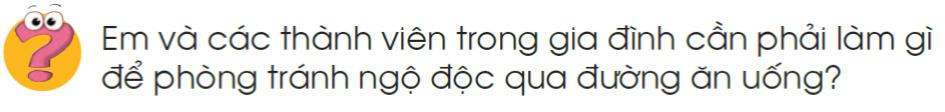 Em và các thành viên trong gia đình cần phải làm gì
để phòng tránh ngộ độc qua đường ăn uống?